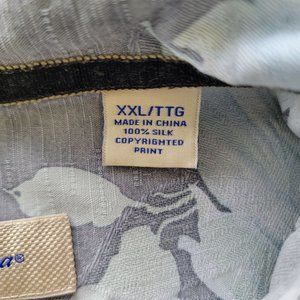 XXL/TTG
MADE IN CHINA
100% SILK
COPYRIGHTED
PRINT
a®